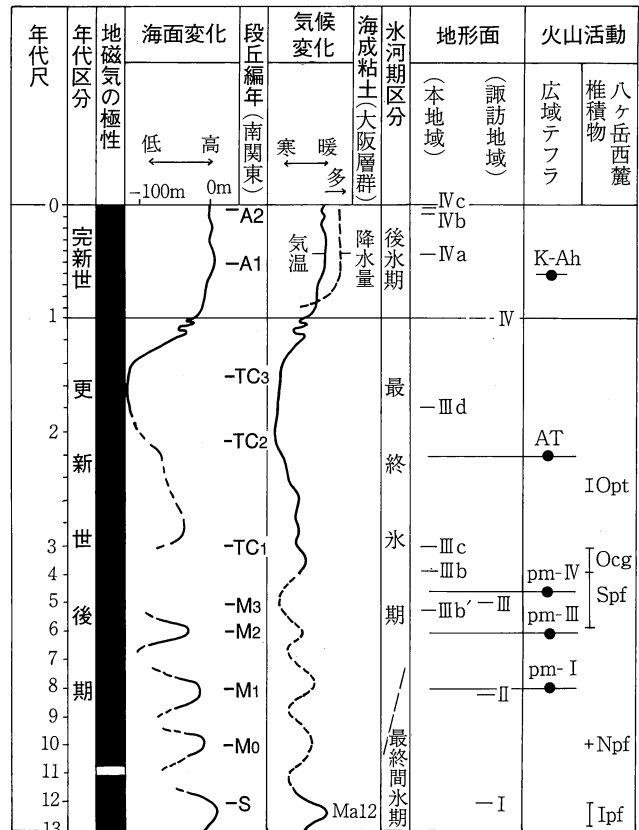 年代尺
年代区分
地磁気の極性
海面変化
低 高
−100m 0m
段丘編年（南関東）
気候変化
寒 暖
多
海成粘土（大阪層群）
氷河期区分
地形面
（本地域）
（諏訪地域）
火山活動
広域テフラ
八ヶ岳西麓
椎積物
0
1
2
3
4
5
6
7
8
9
10
11
12
13
完新世
更新世後期
A2
A1
TC3
TC2
TC1
M3
M2
M1
M0
S
気温
降水量
Ma12
後氷期
最終氷期
最終間氷期
Ⅳc
Ⅳb
Ⅳa
Ⅳ
Ⅲd
Ⅲc
Ⅲb
Ⅲb′
Ⅲ
Ⅱ
Ⅰ
K-Ah
AT
pm-Ⅳ
pm-Ⅲ
pm-Ⅰ
Opt
Ocg
Spf
Npf
Ipf